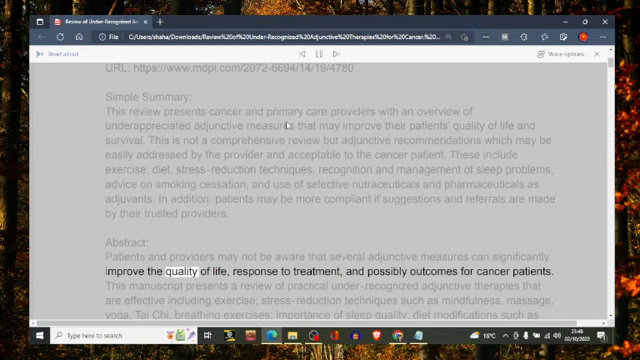 Review of Under-Recognized A
File
C:/Users/shaha/Downloads/Review%20of%20Under-Recognized%20Adjunctive%20Therapies%20for%20Cancer.%20...
Read aloud
Voice options
URL: https://www.mdpi.com/2072-6694/14/19/4780
Simple Summary:
This review presents cancer and primary care providers with an overview of
underappreciated adjunctive measures that may improve their patients' quality of life and
survival. This is not a comprehensive review but adjunctive recommendations which may be
easily addressed by the provider and acceptable to the cancer patient. These include
exercise, diet, stress-reduction techniques, recognition and management of sleep problems,
advice on smoking cessation, and use of selective nutraceuticals and pharmaceuticals as
adjuvants. In addition, patients may be more compliant if suggestions and referrals are made
by their trusted providers.
Abstract:
Patients and providers may not be aware that several adjunctive measures can significantly
improve the quality of life, response to treatment, and possibly outcomes for cancer patients.
This manuscript presents a review of practical under-recognized adjunctive therapies that
are effective including exercise; stress-reduction techniques such as mindfulness, massage,
yoga, Tai Chi, breathing exercises; importance of sleep quality; diet modifications such as
Type here to search
16°C
21:46
02/10/2022